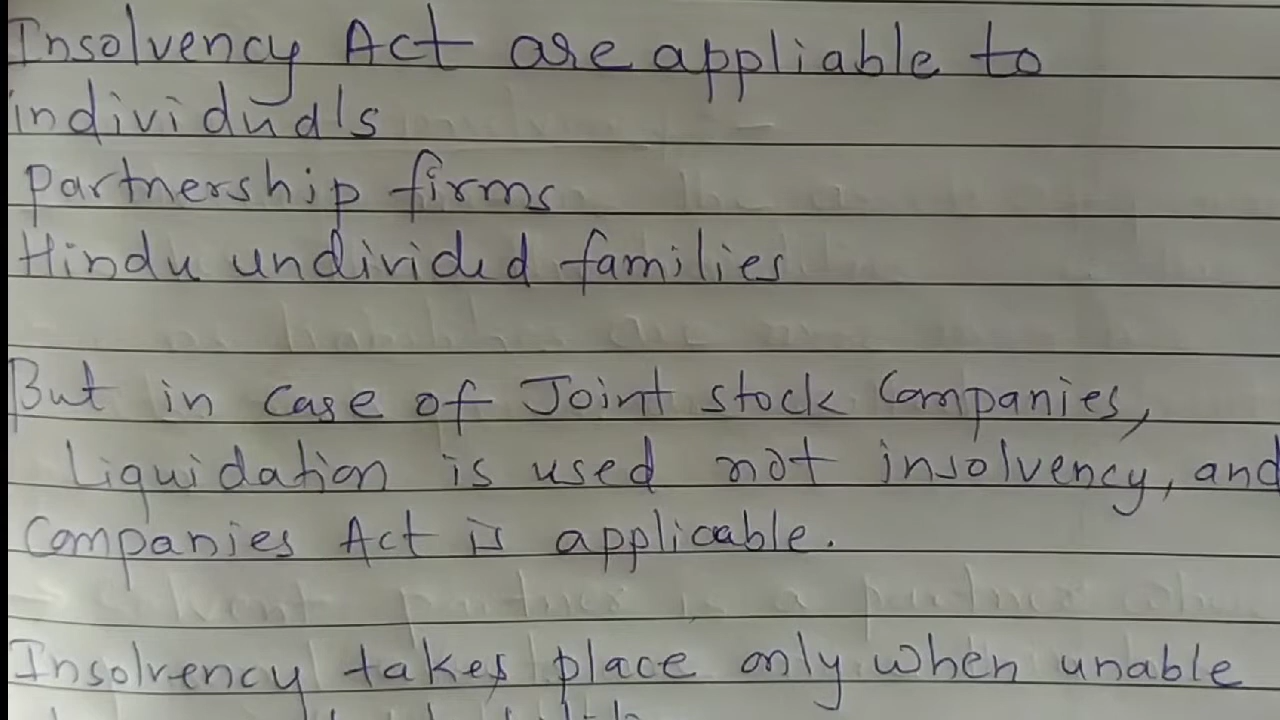 Insolvency Act are appliable to
individuals
Partnership firms
Hindu undivided families
But in case of Joint stock Companies,
Liquidation is used not insolvency, and
Companies Act is applicable.
Insolvency takes place only when unable